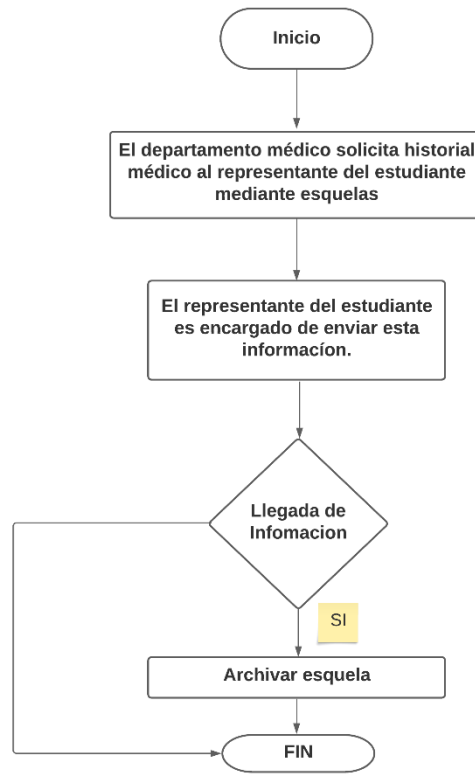 Inicio
El departamento médico solicita historial
médico al representante del estudiante
mediante esquelas
El representante del estudiante
es encargado de enviar esta
informacíon.
Llegada de
Infomacion
SI
Archivar esquela
FIN